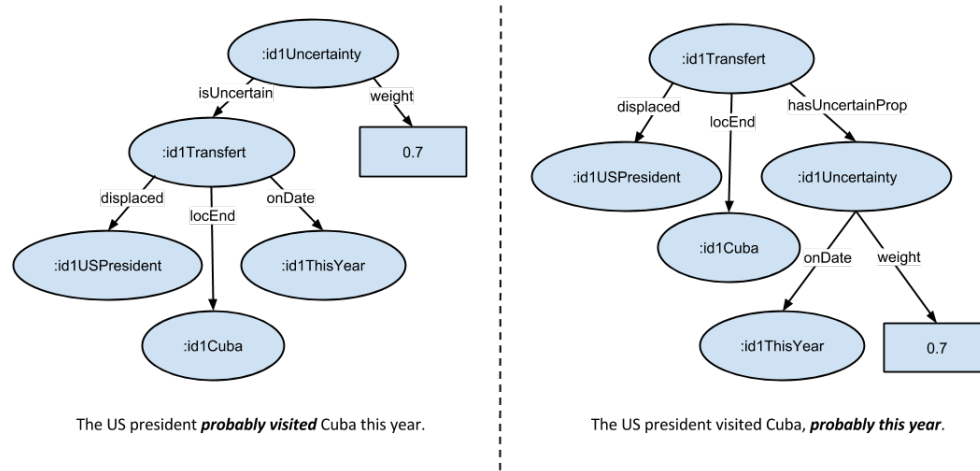 :id1Uncertainty
isUncertain
weight
:id1Transfert
0.7
displaced
locEnd
onDate
:id1USPresident
:id1ThisYear
:id1Cuba
The US president probably visited Cuba this year.
:id1Transfert
displaced
locEnd
hasUncertainProp
:id1USPresident
:id1Uncertainty
:id1Cuba
onDate
weight
:id1ThisYear
0.7
The US president visited Cuba, probably this year.